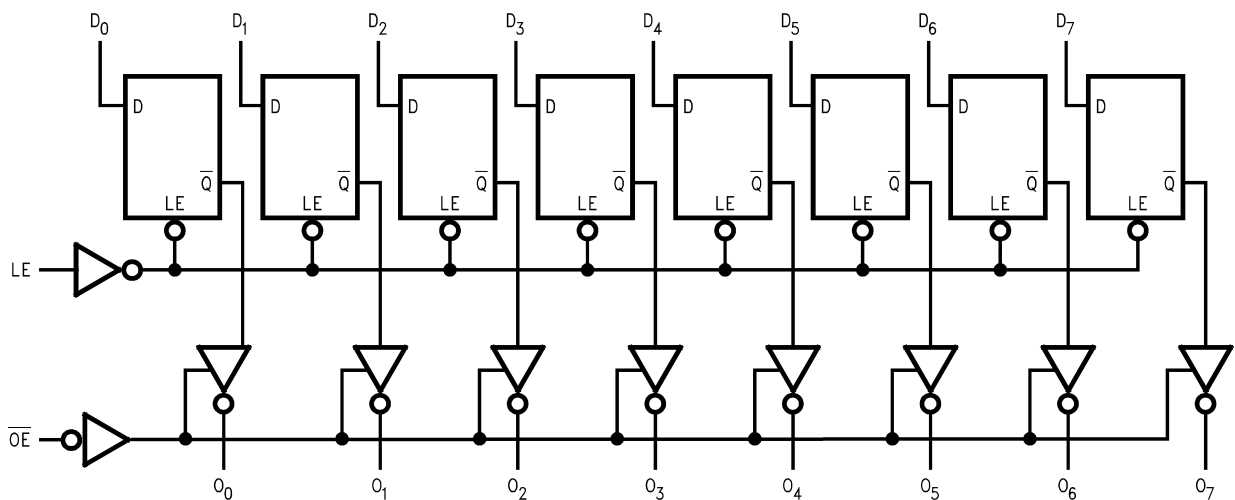 D₀ D₁ D₂ D₃ D₄ D₅ D₆ D₇
D D D D D D D D
Q̅ Q̅ Q̅ Q̅ Q̅ Q̅ Q̅ Q̅
LE LE LE LE LE LE LE LE
LE
O̅E̅
O₀ O₁ O₂ O₃ O₄ O₅ O₆ O₇